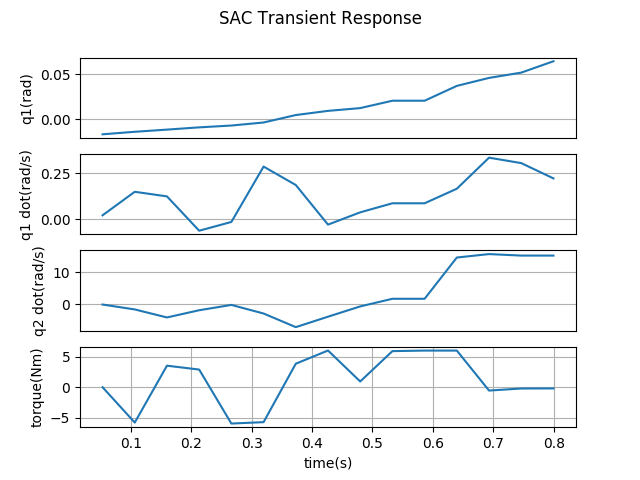 SAC Transient Response
q1(rad)
0.05
0.00
q1 dot(rad/s)
0.25
0.00
q2 dot(rad/s)
10
0
torque(Nm)
5
0
−5
0.1 0.2 0.3 0.4 0.5 0.6 0.7 0.8
time(s)